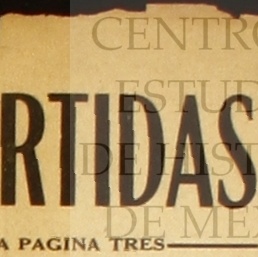 CENTRO
ESTUD
RTIDAS
DE HIST
DE MEX
A PAGINA TRES